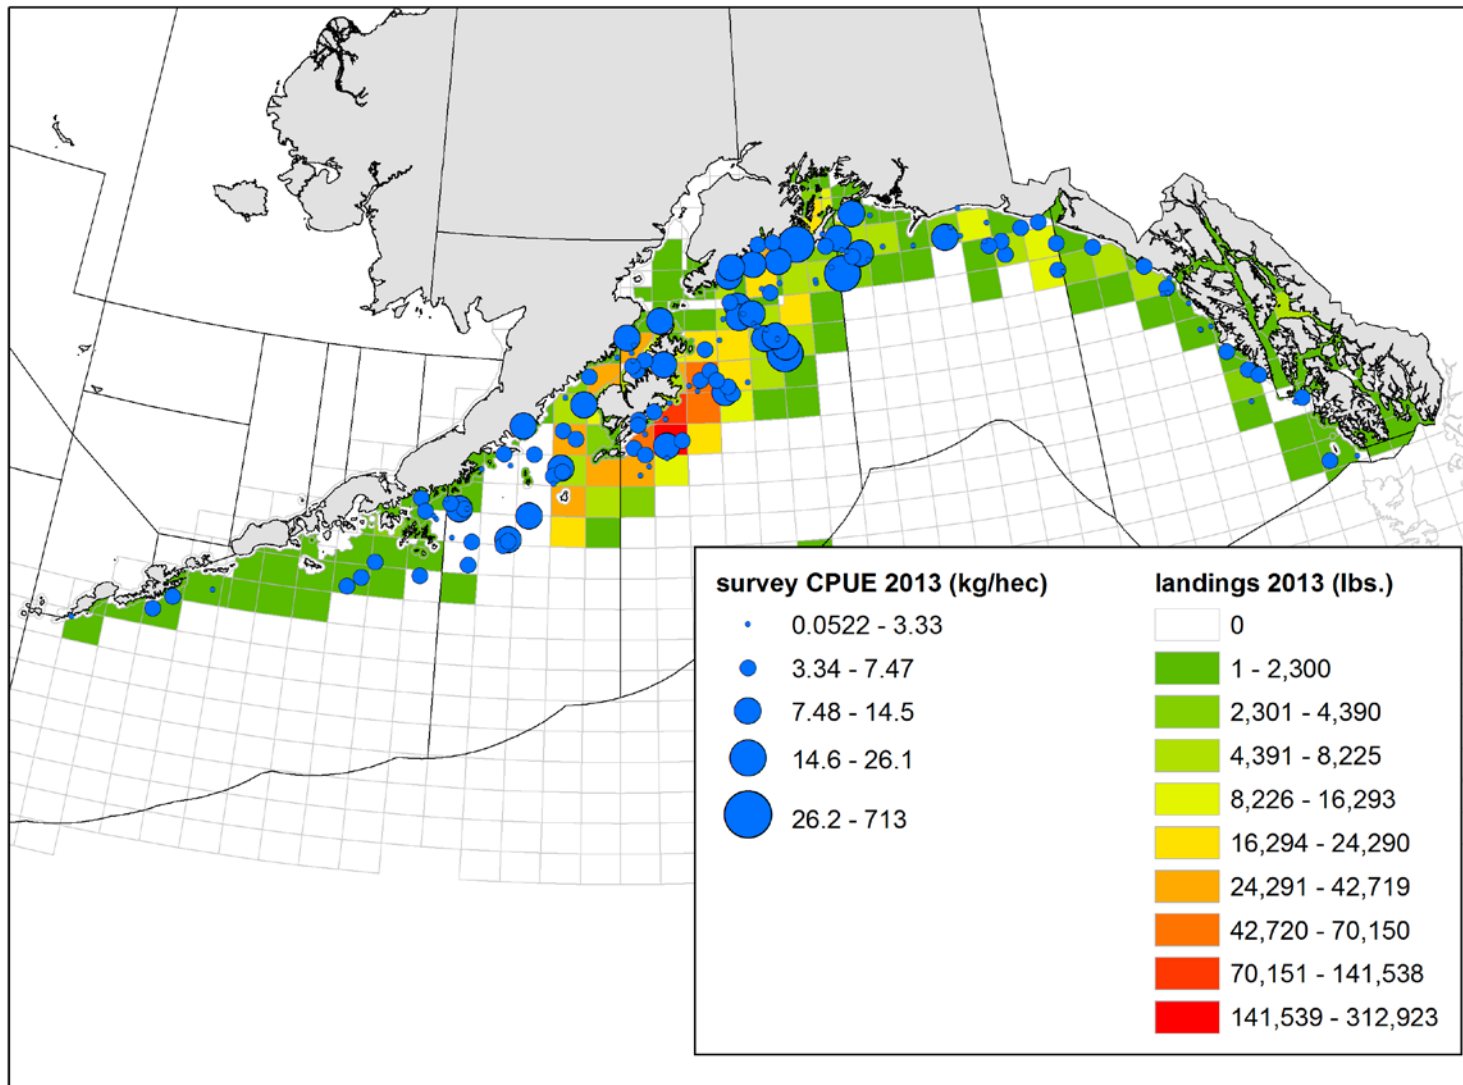 survey CPUE 2013 (kg/hec)
0.0522 - 3.33
3.34 - 7.47
7.48 - 14.5
14.6 - 26.1
26.2 - 713
landings 2013 (lbs.)
0
1 - 2,300
2,301 - 4,390
4,391 - 8,225
8,226 - 16,293
16,294 - 24,290
24,291 - 42,719
42,720 - 70,150
70,151 - 141,538
141,539 - 312,923